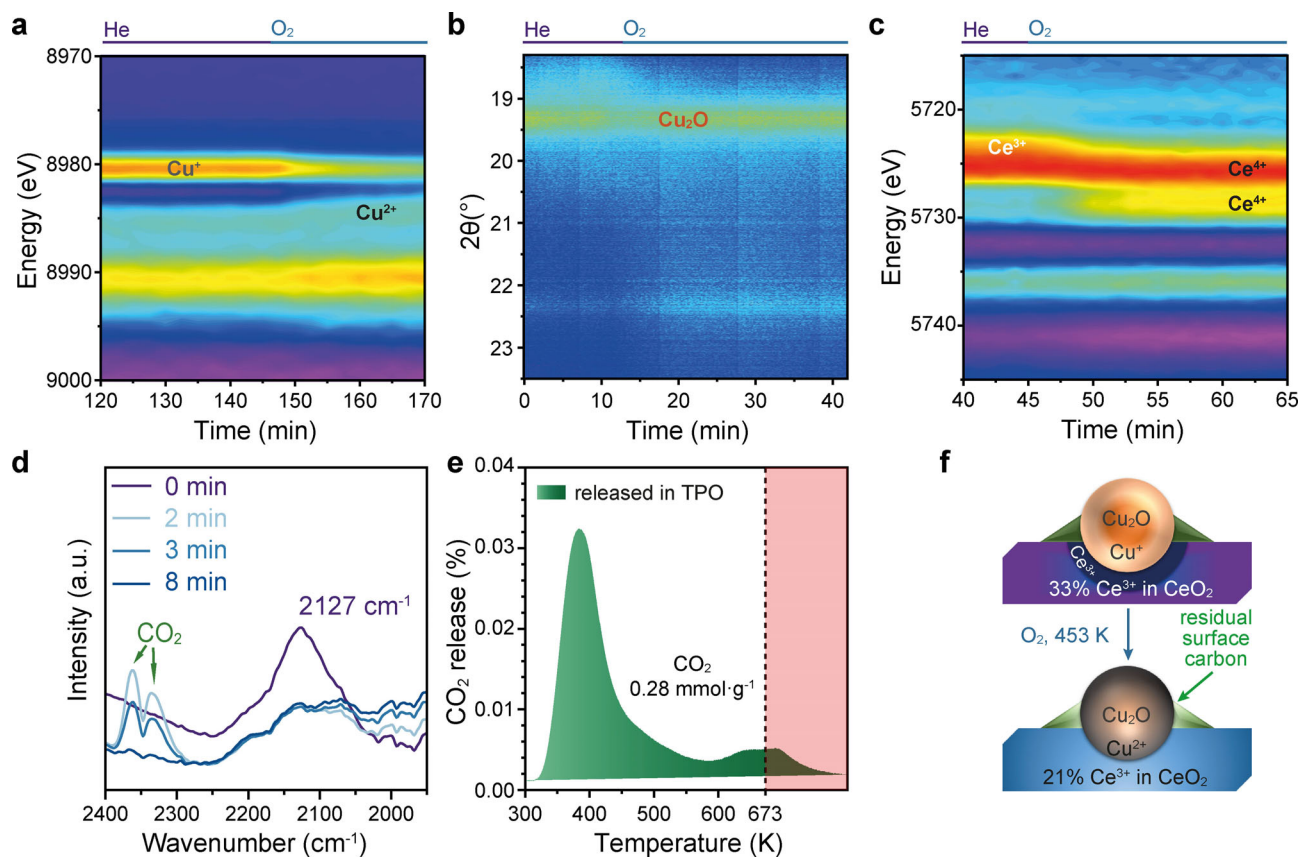 a
He
O₂
8970
8980
8990
9000
Energy (eV)
Cu⁺
Cu²⁺
120
130
140
150
160
170
Time (min)
b
He
O₂
19
20
21
22
23
2θ(°)
Cu₂O
0
10
20
30
40
Time (min)
c
He
O₂
5720
5730
5740
Energy (eV)
Ce³⁺
Ce⁴⁺
Ce⁴⁺
40
45
50
55
60
65
Time (min)
d
0 min
2 min
3 min
8 min
2127 cm⁻¹
CO₂
Intensity (a.u.)
2400
2300
2200
2100
2000
Wavenumber (cm⁻¹)
e
0.04
0.03
0.02
0.01
0.00
CO₂ release (%)
released in TPO
CO₂
0.28 mmol·g⁻¹
300
400
500
600
673
Temperature (K)
f
Cu₂O
Cu⁺
Ce³⁺
33% Ce³⁺ in CeO₂
O₂, 453 K
residual
surface
carbon
Cu₂O
Cu²⁺
21% Ce³⁺ in CeO₂